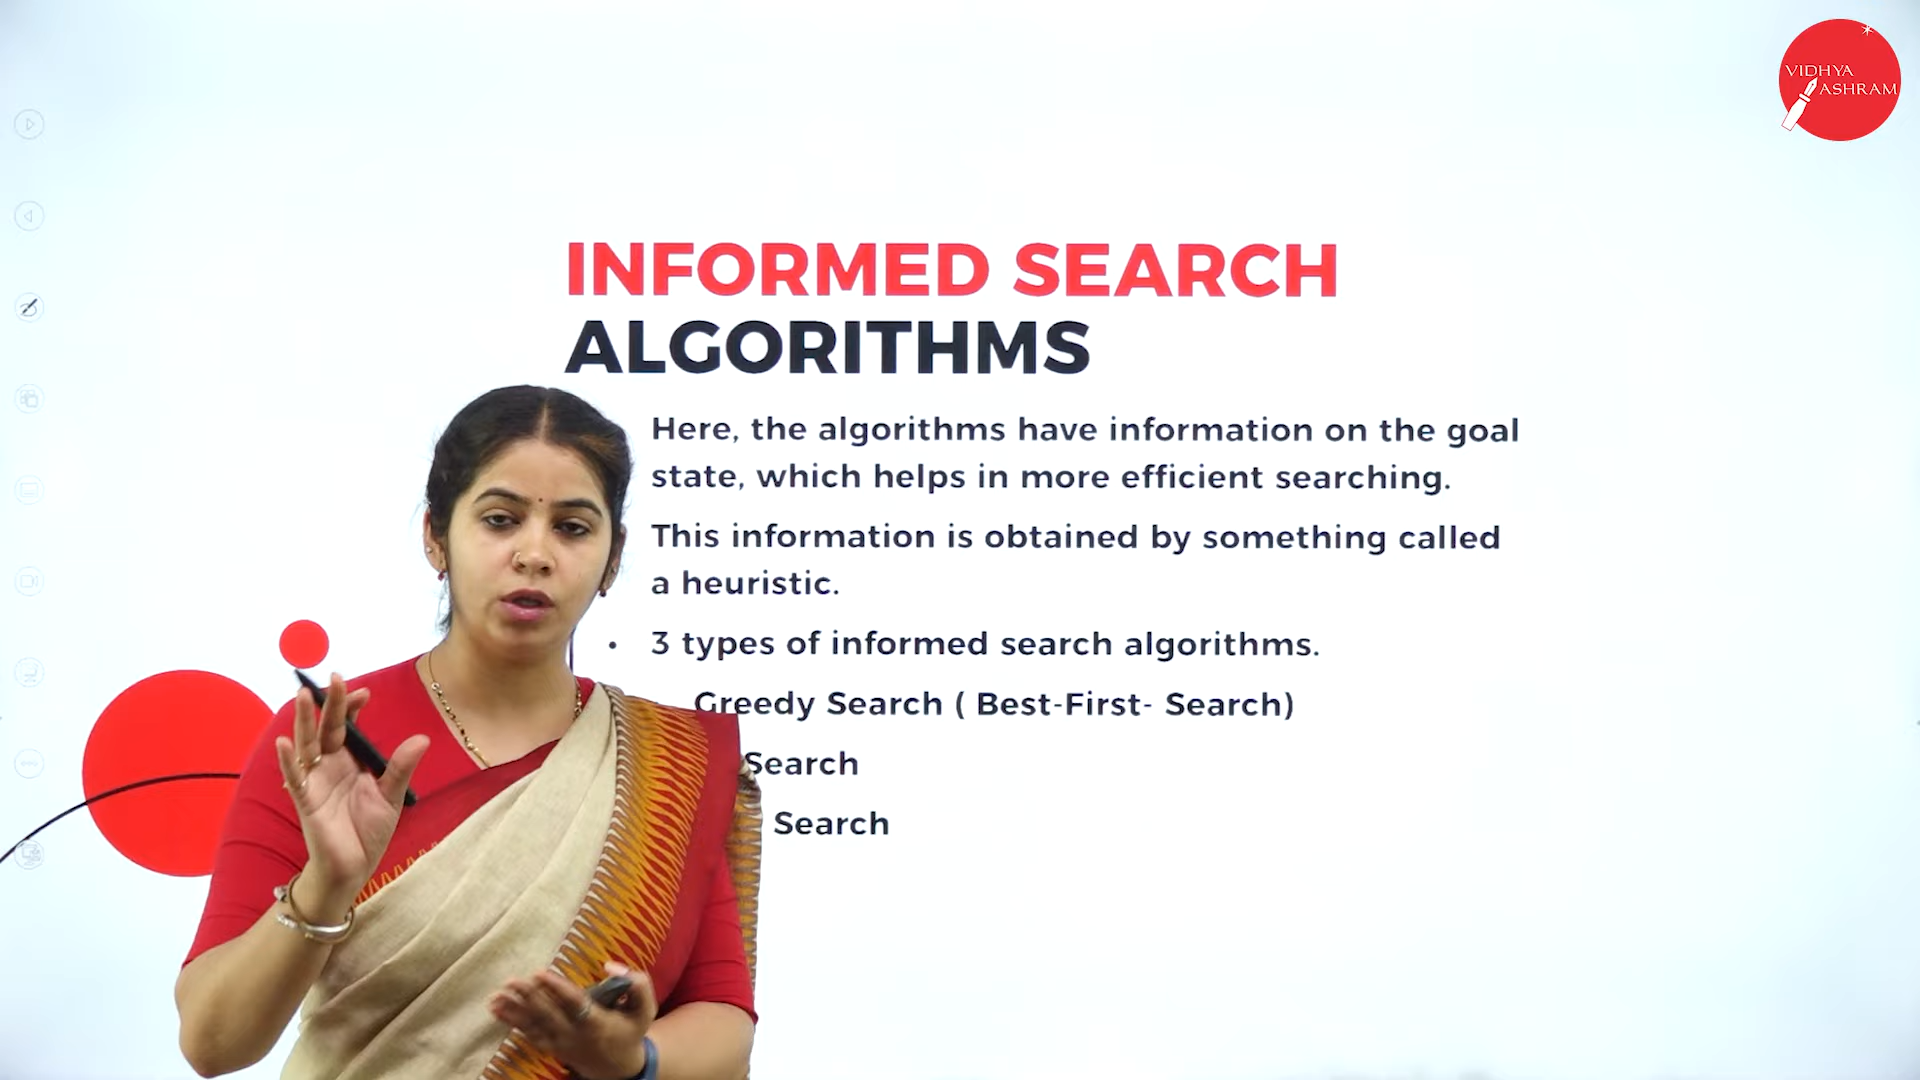 VIDHYA
ASHRAM
INFORMED SEARCH
ALGORITHMS
Here, the algorithms have information on the goal
state, which helps in more efficient searching.
This information is obtained by something called
a heuristic.
• 3 types of informed search algorithms.
Greedy Search ( Best-First- Search)
Search
Search